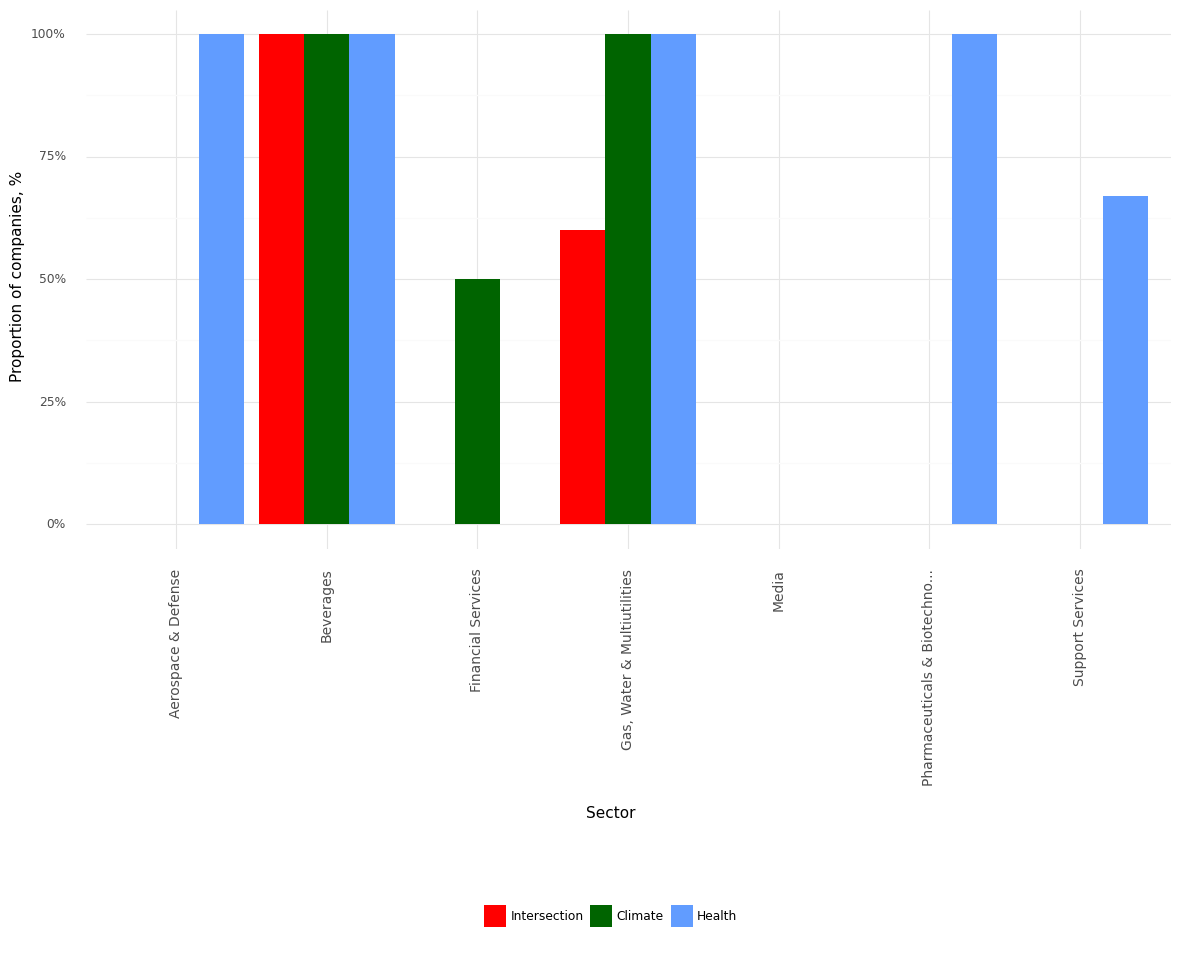 100%
75%
50%
25%
0%
Proportion of companies, %
Aerospace & Defense
Beverages
Financial Services
Gas, Water & Multiutilities
Media
Pharmaceuticals & Biotechno...
Support Services
Sector
Intersection
Climate
Health